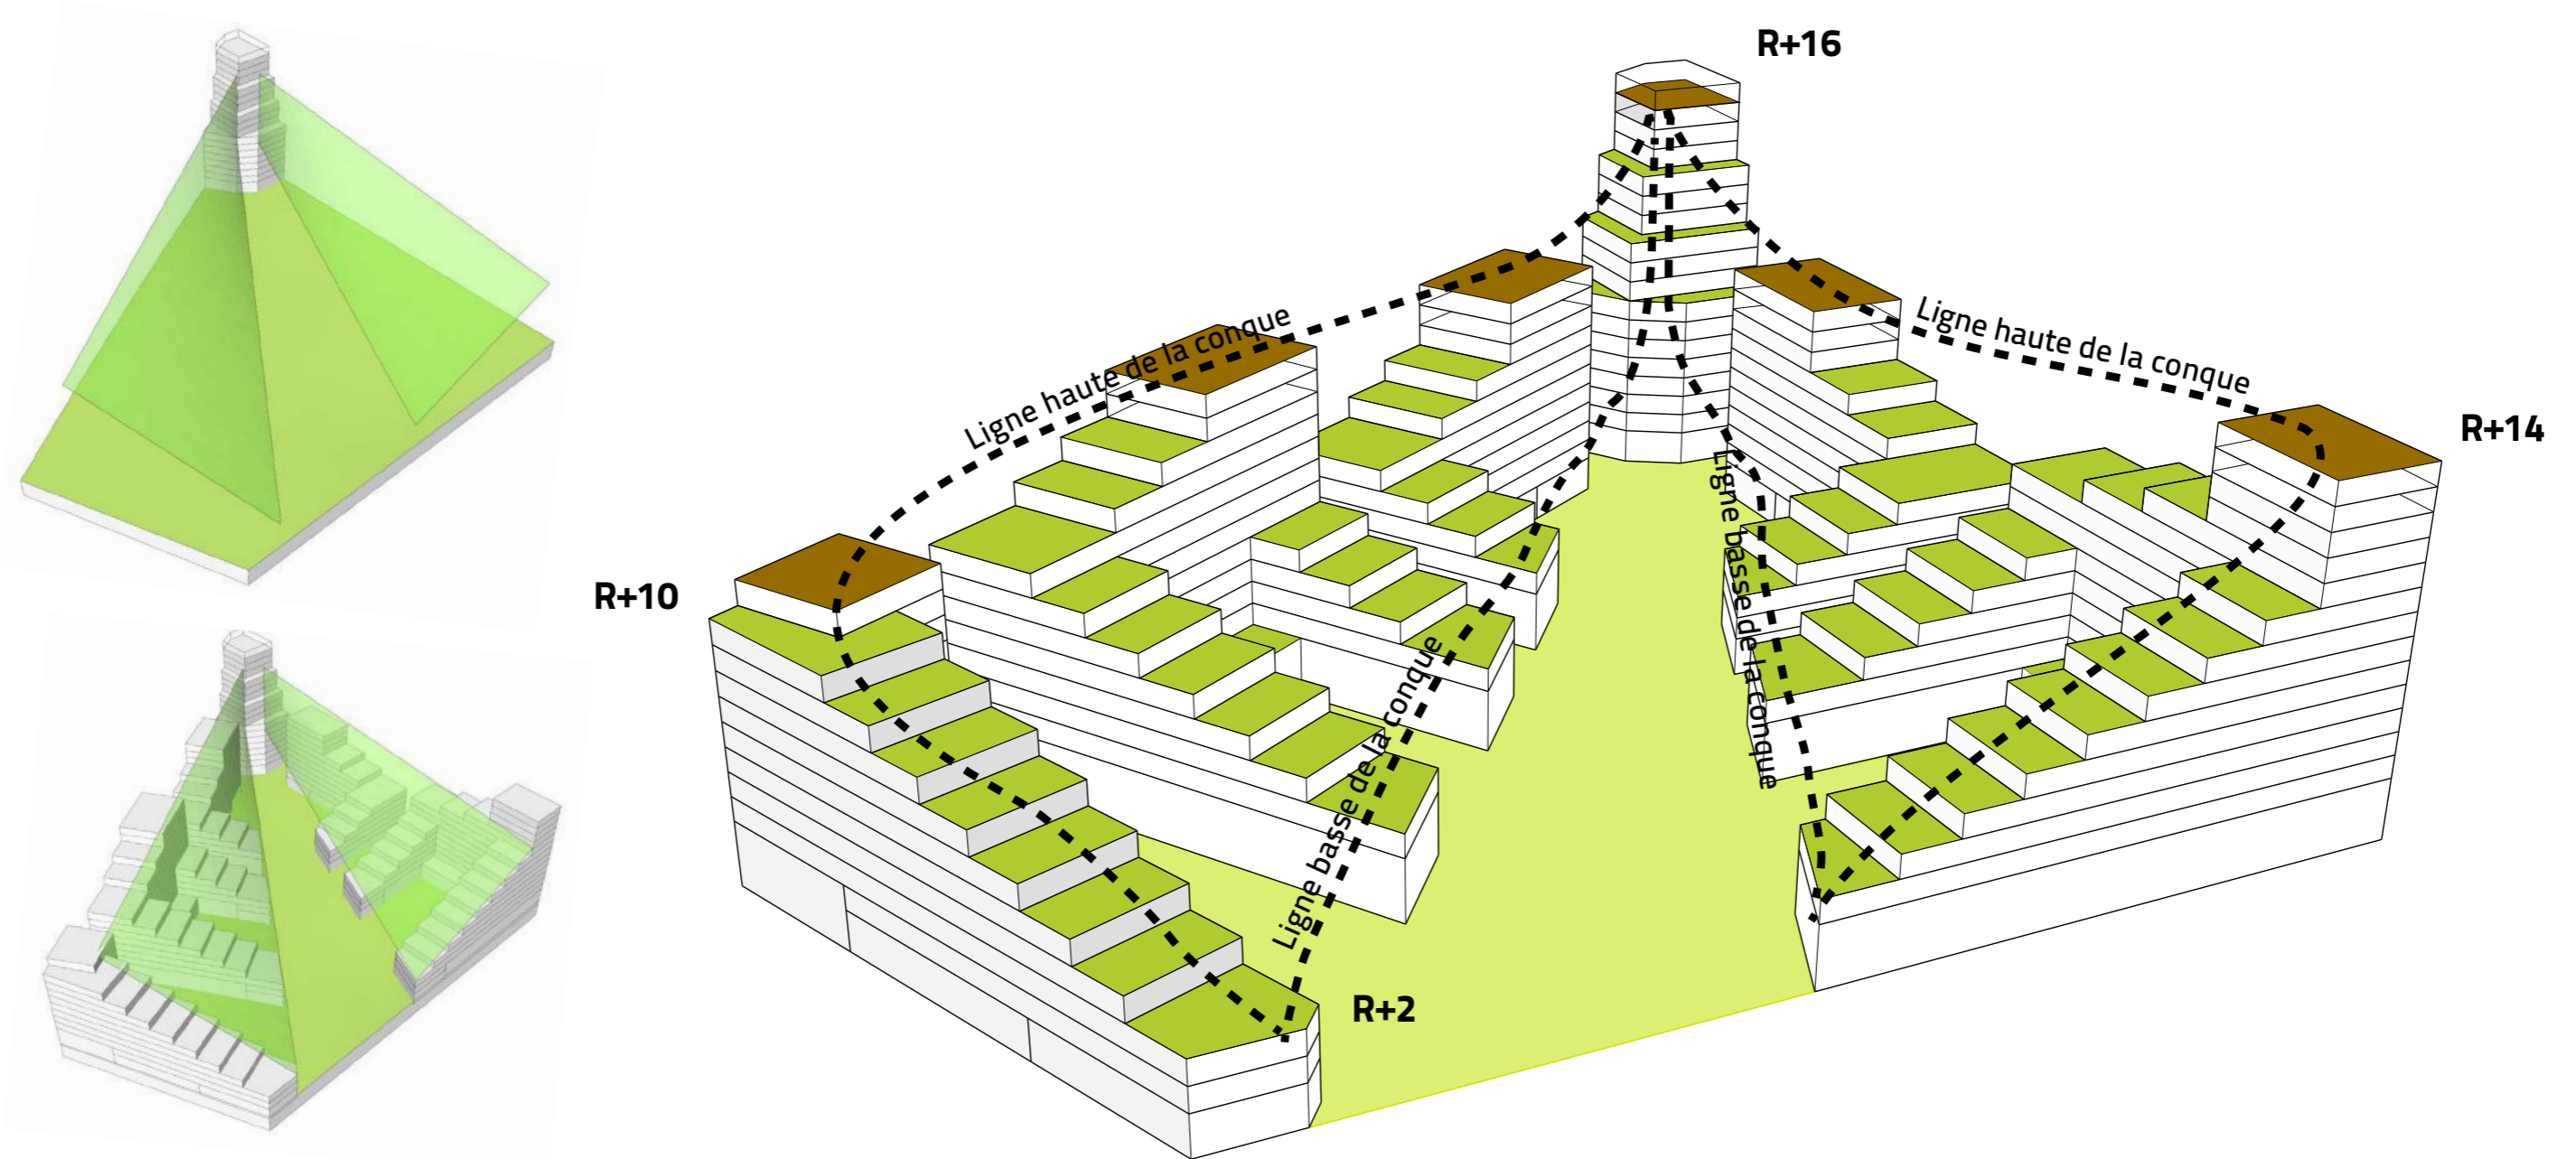 R+16
Ligne haute de la conque
Ligne haute de la conque
R+14
R+10
Ligne basse de la conque
Ligne basse de la conque
R+2